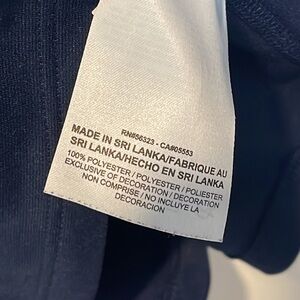 RN#56323 - CA#05553
MADE IN SRI LANKA/FABRIQUE AU
SRI LANKA/HECHO EN SRI LANKA
100% POLYESTER / POLYESTER / POLIESTER
EXCLUSIVE OF DECORATION / DECORATION
NON COMPRISE / NO INCLUYE LA
DECORACION